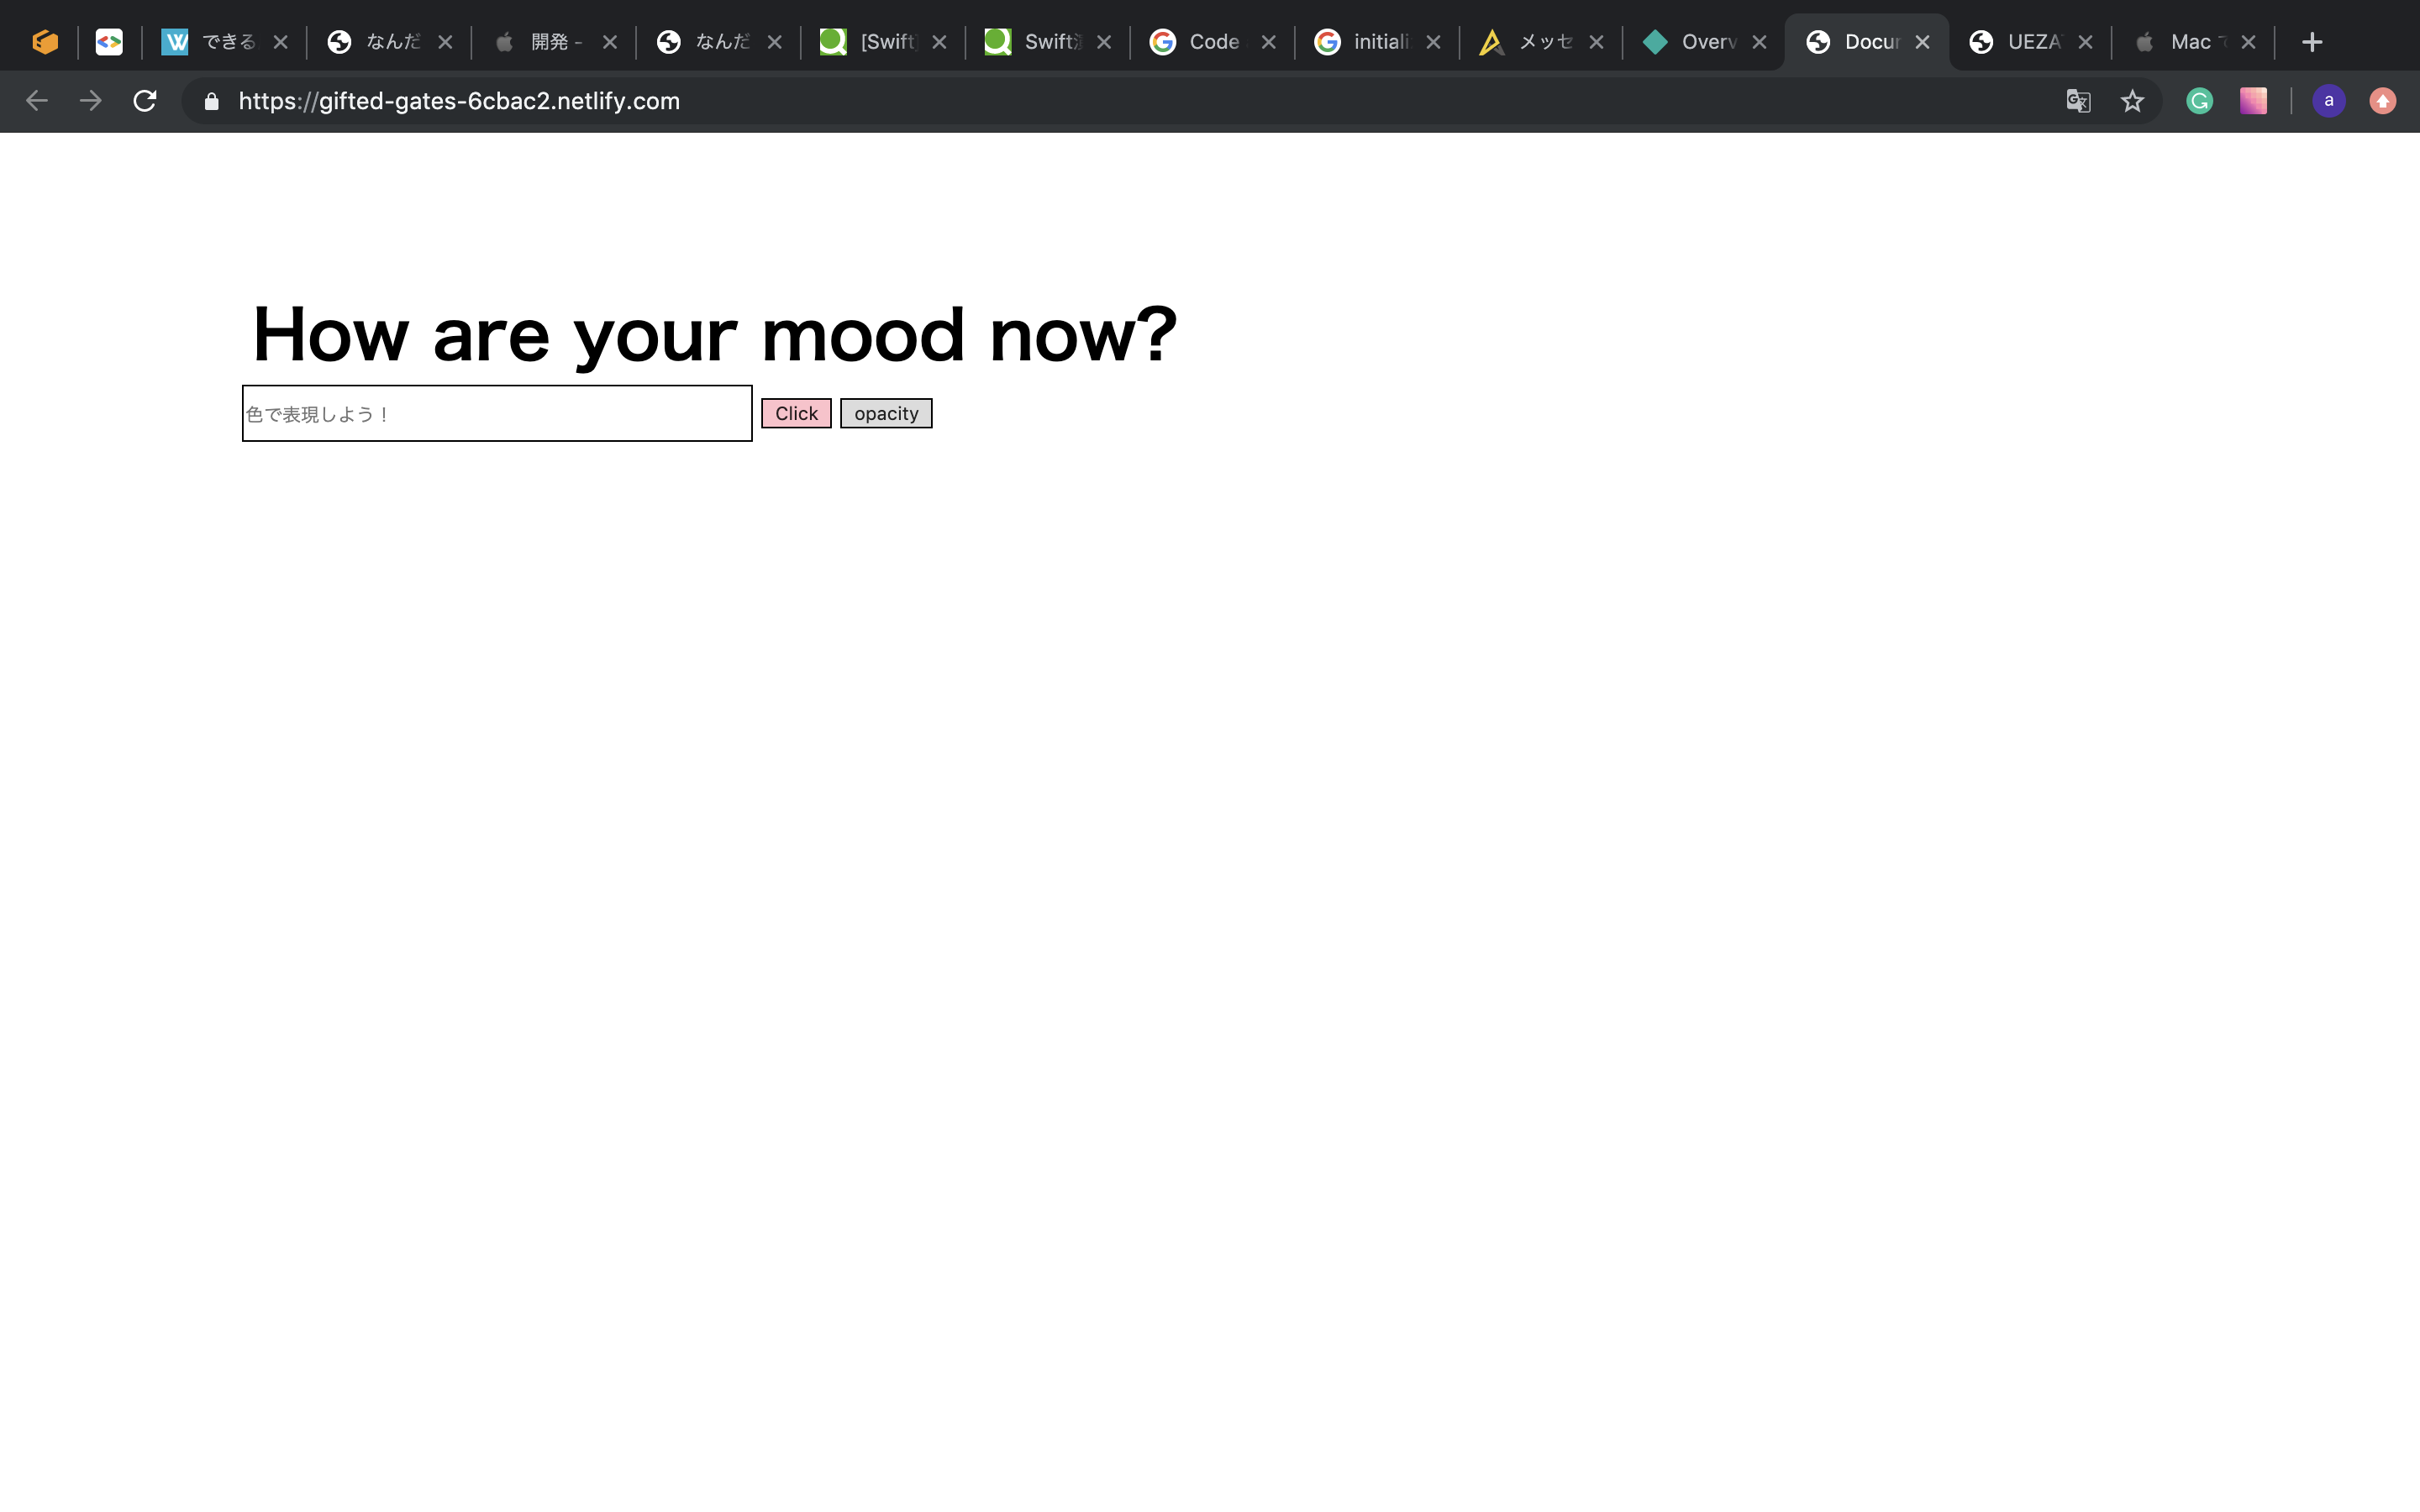 できる なんだ 開発 - なんだ [Swift Swift Code initiali メッセ Overv Docum UEZA Mac
https://gifted-gates-6cbac2.netlify.com a
How are your mood now?
色で表現しよう！ Click opacity